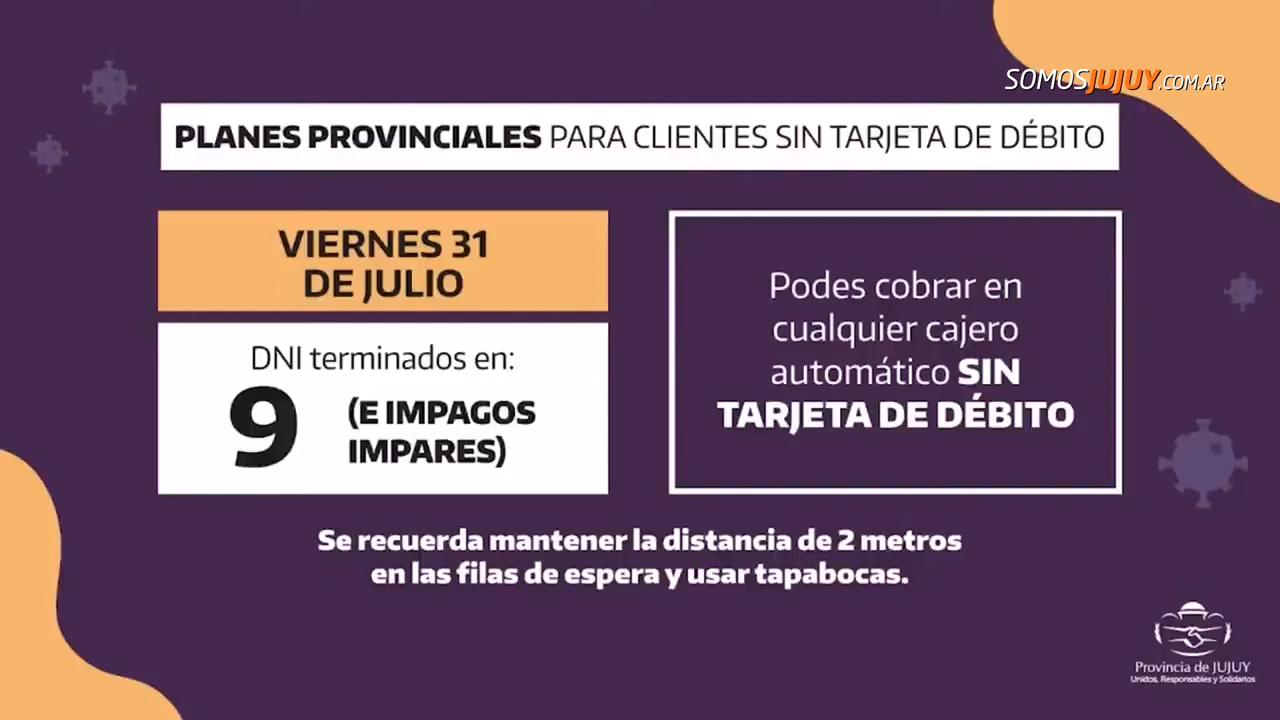 SOMOSJUJUY.COM.AR
PLANES PROVINCIALES PARA CLIENTES SIN TARJETA DE DÉBITO
VIERNES 31
DE JULIO
DNI terminados en:
9
(E IMPAGOS
IMPARES)
Podes cobrar en
cualquier cajero
automático SIN
TARJETA DE DÉBITO
Se recuerda mantener la distancia de 2 metros
en las filas de espera y usar tapabocas.
Provincia de JUJUY
Unidos, Responsables y Solidarios